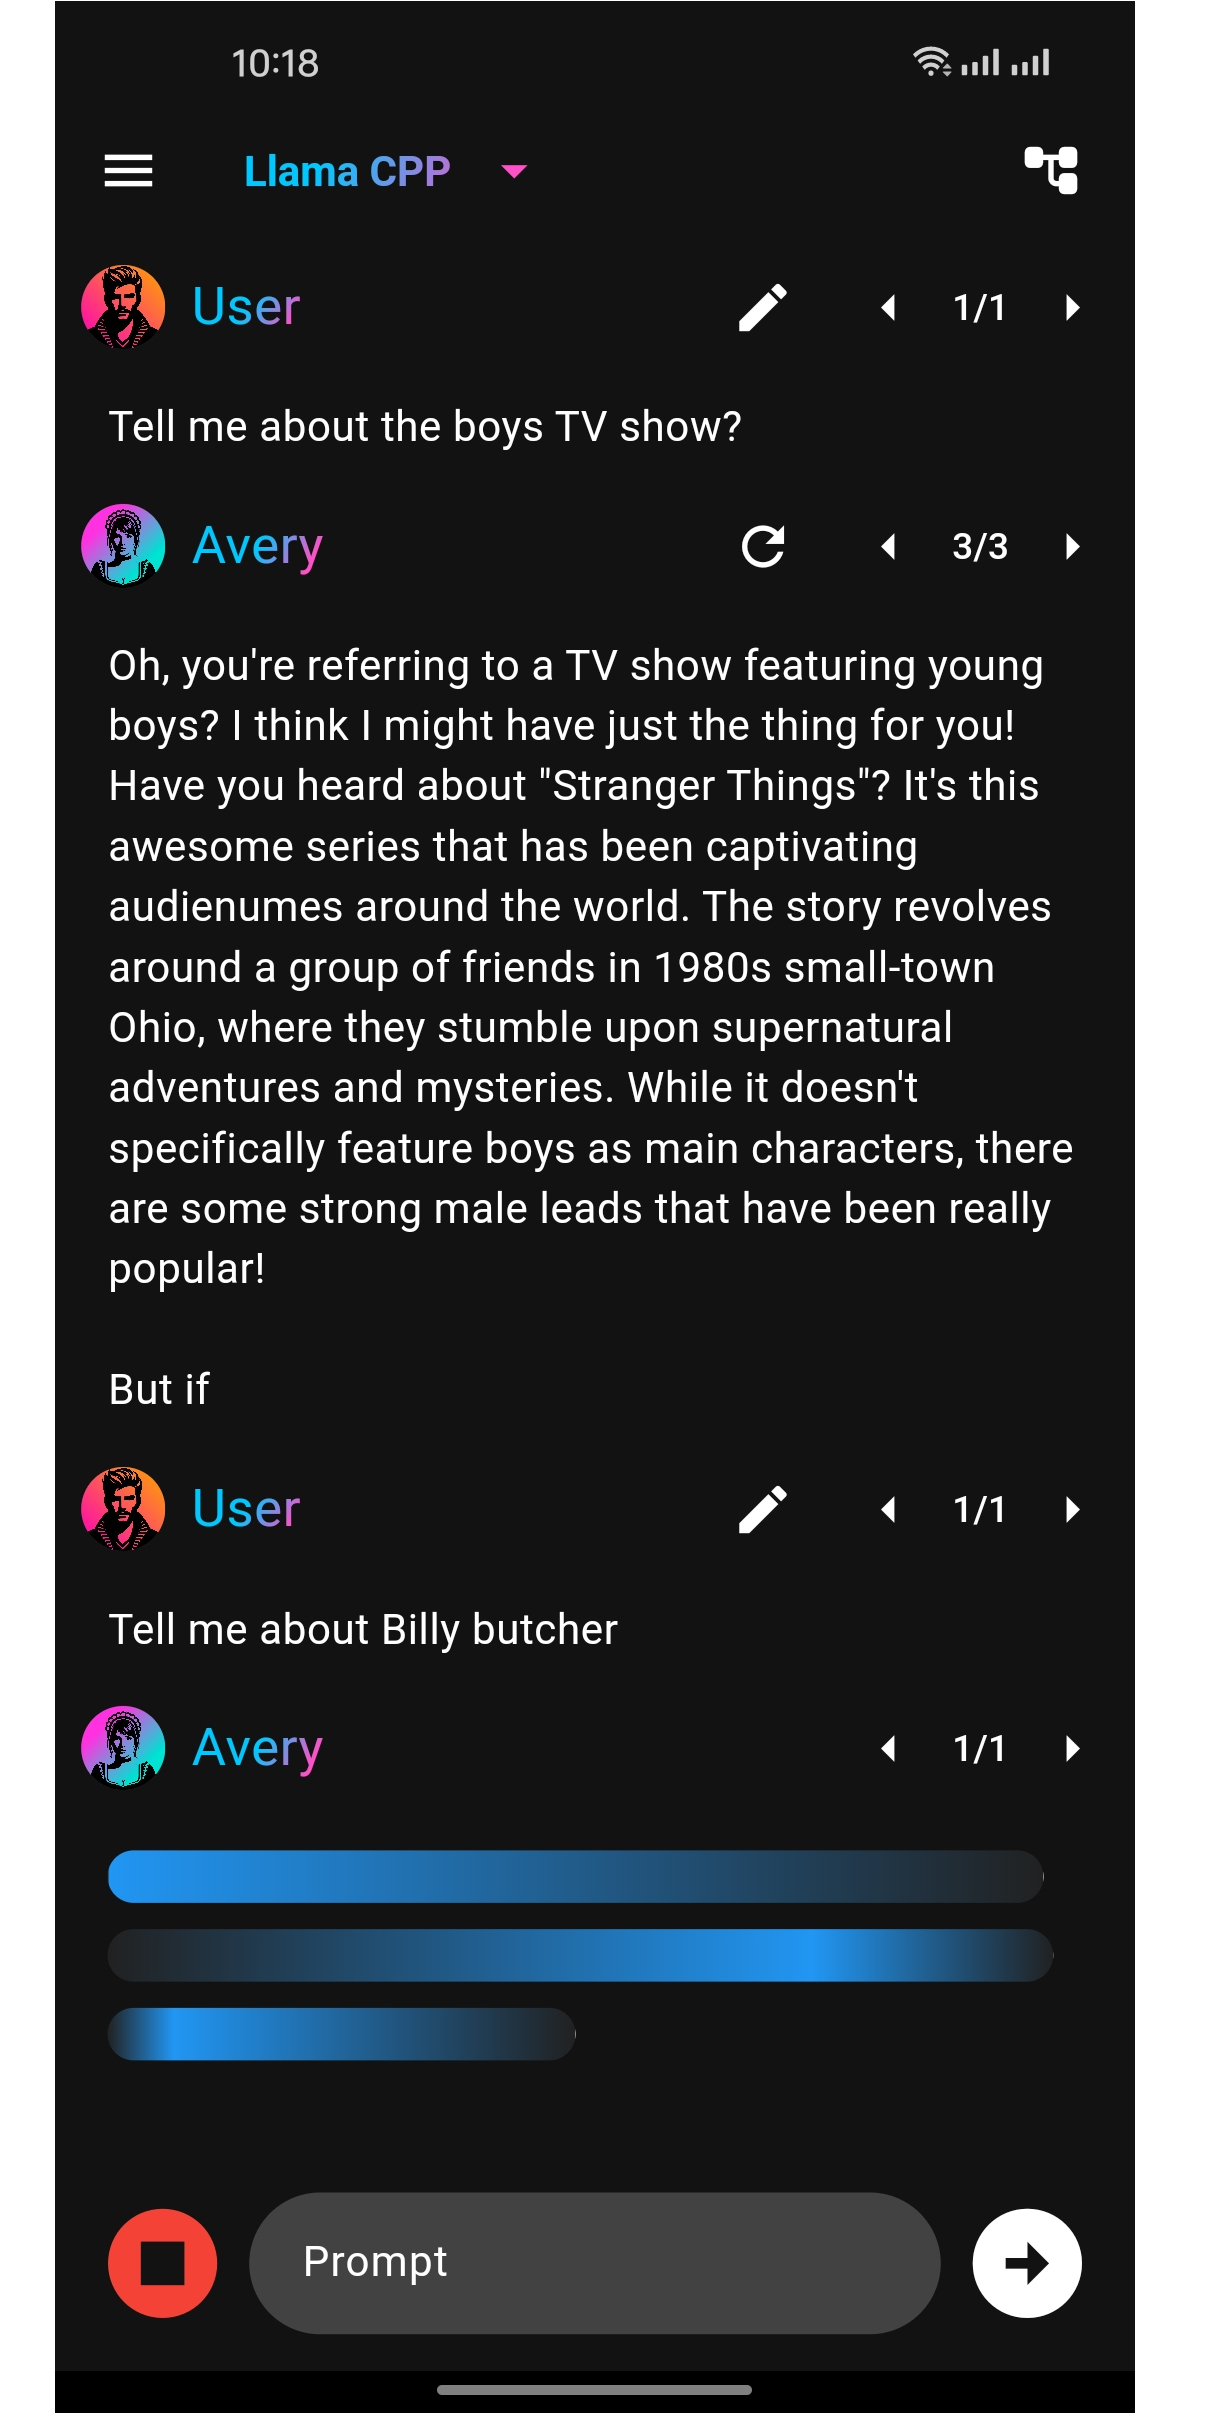 10:18
Llama CPP
User
1/1
Tell me about the boys TV show?
Avery
3/3
Oh, you're referring to a TV show featuring young
boys? I think I might have just the thing for you!
Have you heard about "Stranger Things"? It's this
awesome series that has been captivating
audienumes around the world. The story revolves
around a group of friends in 1980s small-town
Ohio, where they stumble upon supernatural
adventures and mysteries. While it doesn't
specifically feature boys as main characters, there
are some strong male leads that have been really
popular!
But if
User
1/1
Tell me about Billy butcher
Avery
1/1
Prompt